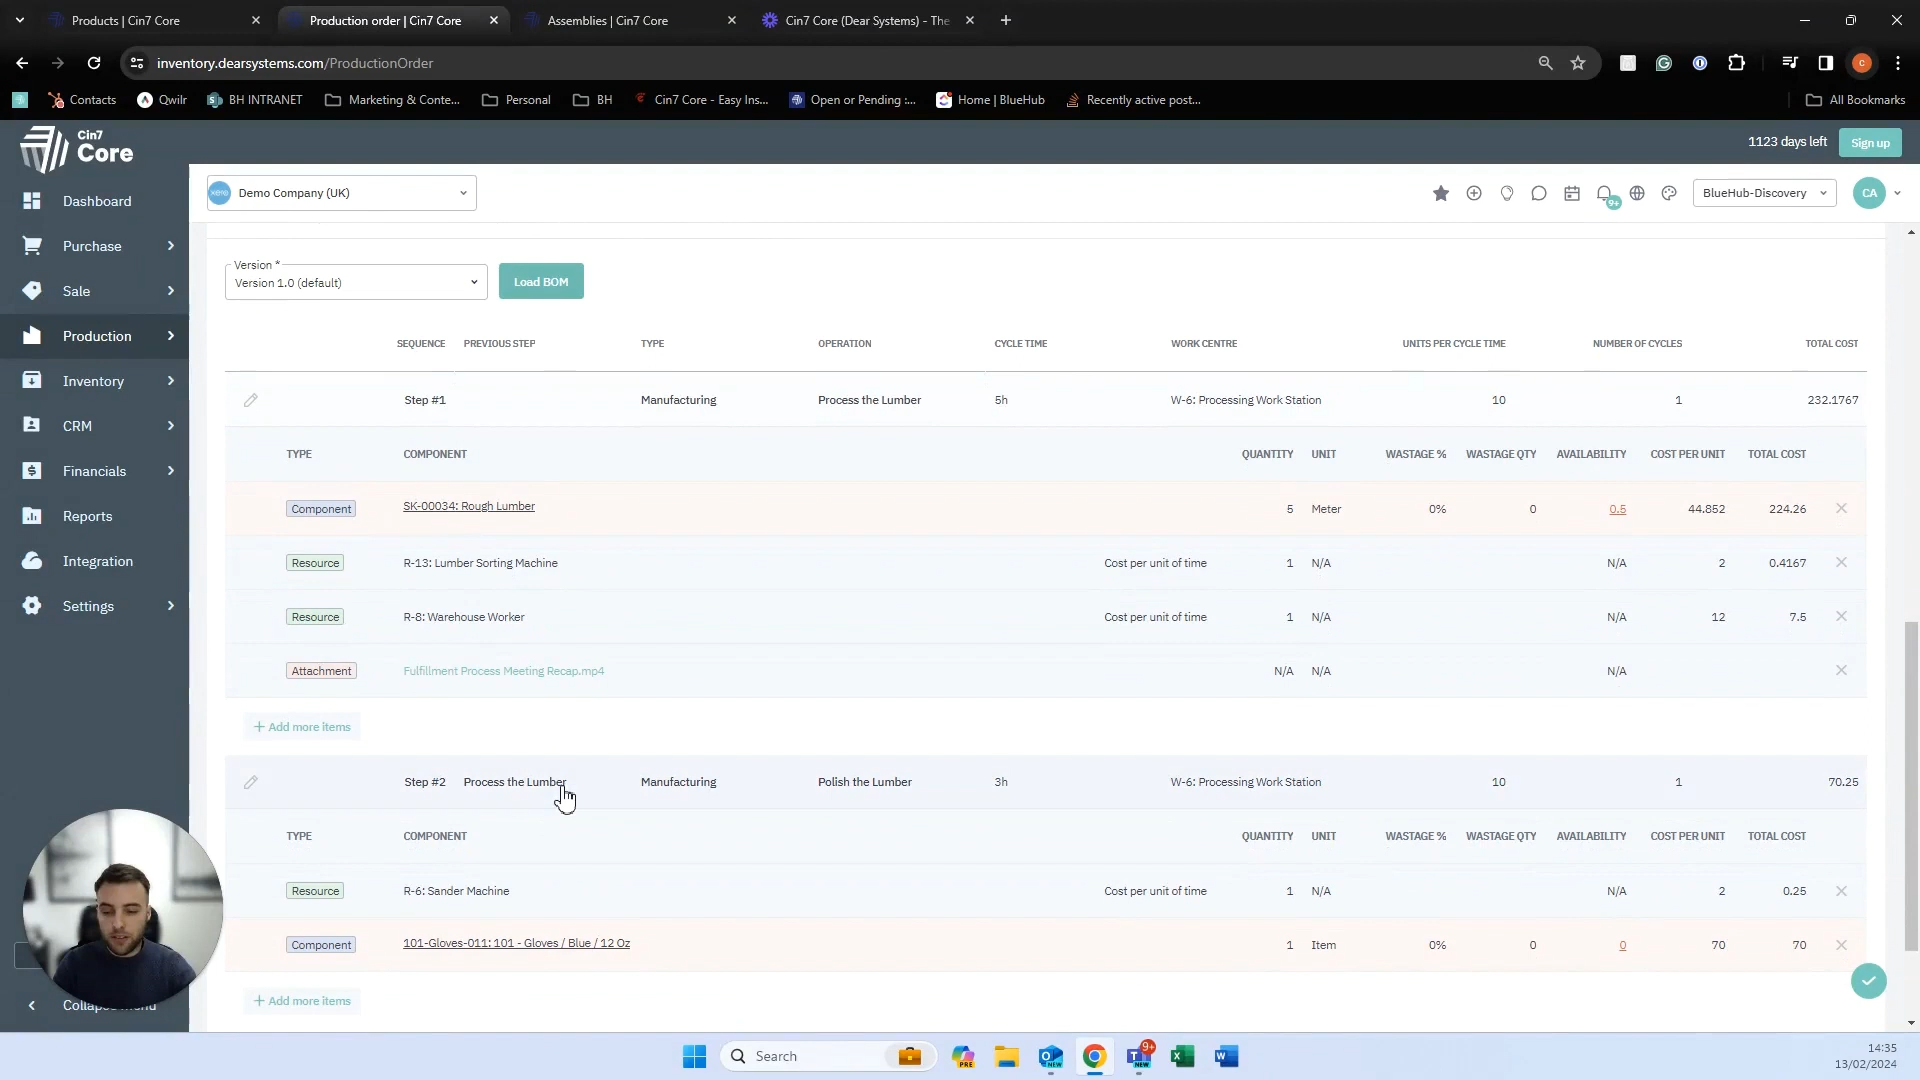 Products | Cin7 Core
Production order | Cin7 Core
Assemblies | Cin7 Core
Cin7 Core (Dear Systems) - The
inventory.dearsystems.com/ProductionOrder
C
Contacts
Qwilr
BH INTRANET
Marketing & Conte...
Personal
BH
Cin7 Core - Easy Ins...
Open or Pending :...
Home | BlueHub
Recently active post...
All Bookmarks
Cin7
Core
1123 days left
Sign up
xero
Demo Company (UK)
9+
BlueHub-Discovery
CA
Dashboard
Purchase
Sale
Production
Inventory
CRM
Financials
Reports
Integration
Settings
Version *
Version 1.0 (default)
Load BOM
SEQUENCE PREVIOUS STEP TYPE OPERATION CYCLE TIME WORK CENTRE UNITS PER CYCLE TIME NUMBER OF CYCLES TOTAL COST
Step #1 Manufacturing Process the Lumber 5h W-6: Processing Work Station 10 1 232.1767
TYPE COMPONENT QUANTITY UNIT WASTAGE % WASTAGE QTY AVAILABILITY COST PER UNIT TOTAL COST
Component SK-00034: Rough Lumber 5 Meter 0% 0 0.5 44.852 224.26
Resource R-13: Lumber Sorting Machine Cost per unit of time 1 N/A N/A 2 0.4167
Resource R-8: Warehouse Worker Cost per unit of time 1 N/A N/A 12 7.5
Attachment Fulfillment Process Meeting Recap.mp4 N/A N/A N/A
+ Add more items
Step #2 Process the Lumber Manufacturing Polish the Lumber 3h W-6: Processing Work Station 10 1 70.25
TYPE COMPONENT QUANTITY UNIT WASTAGE % WASTAGE QTY AVAILABILITY COST PER UNIT TOTAL COST
Resource R-6: Sander Machine Cost per unit of time 1 N/A N/A 2 0.25
Component 101-Gloves-011: 101 - Gloves / Blue / 12 Oz 1 Item 0% 0 0 70 70
+ Add more items
Search
PRE
NEW
9+
NEW
14:35
13/02/2024